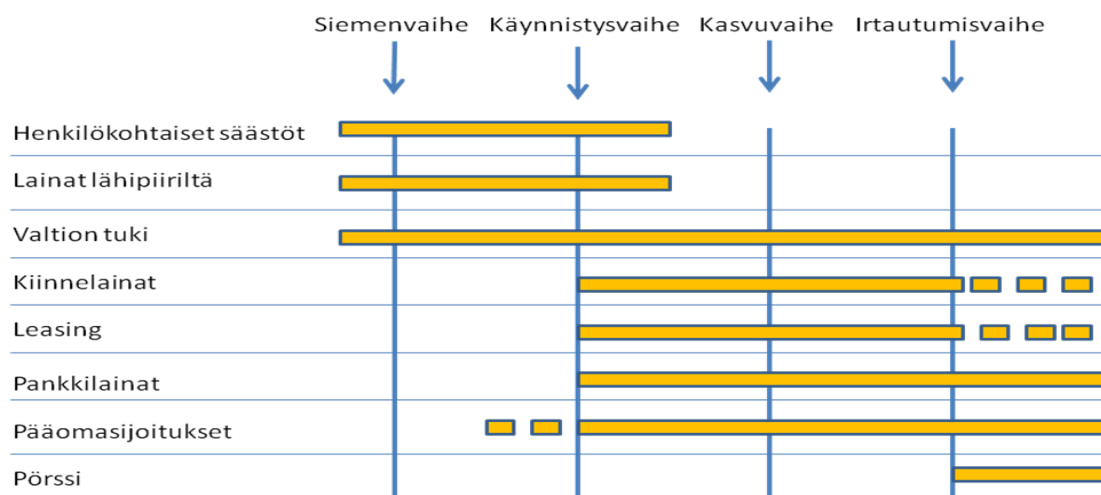 Siemenvaihe Käynnistysvaihe Kasvuvaihe Irtautumisvaihe
Henkilökohtaiset säästöt
Lainat lähipiiriltä
Valtion tuki
Kiinnelainat
Leasing
Pankkilainat
Pääomasijoitukset
Pörssi